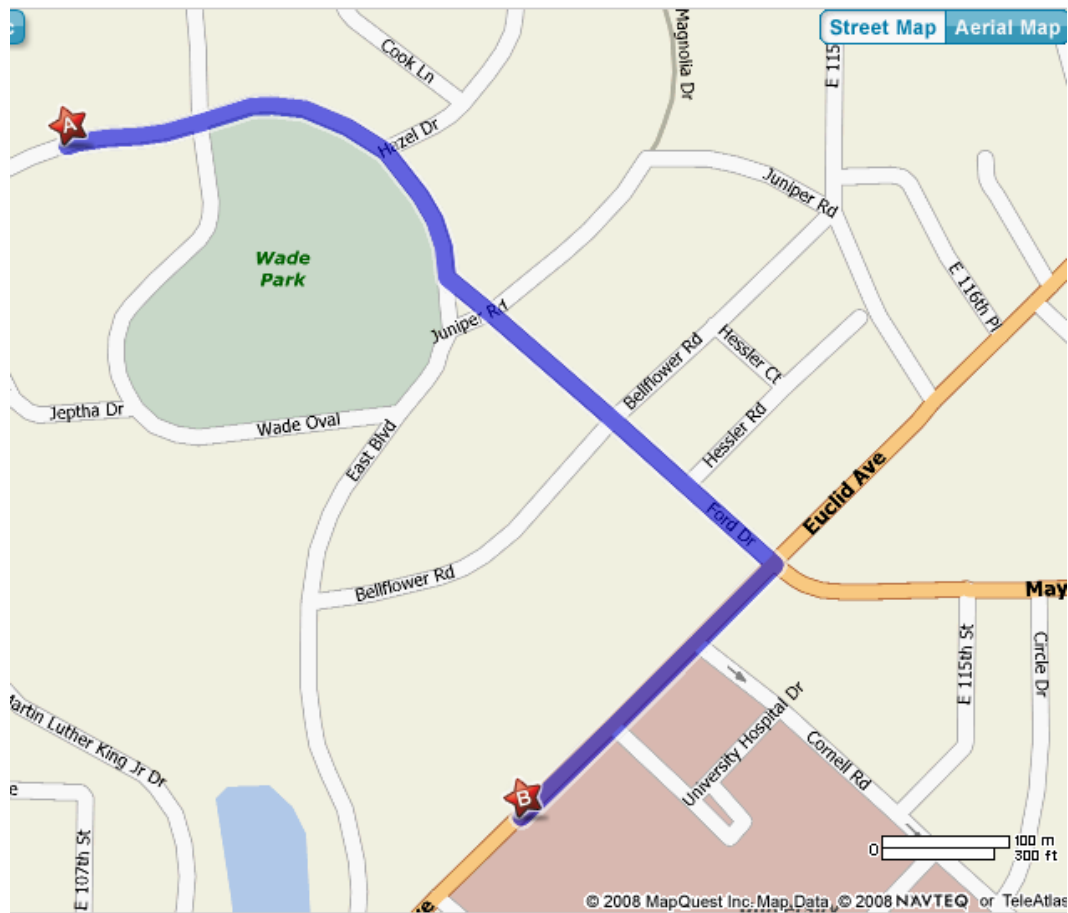 Street Map
Aerial Map
Magnolia Dr
E 115
Cook Ln
A
Hazel Dr
Juniper Rd
Wade
Park
E 116th Pl
Juniper Rd
Bellflower Rd
Hessler Ct
Jeptha Dr
Wade Oval
East Blvd
Hessler Rd
Euclid Ave
Ford Dr
Bellflower Rd
May
E 115th St
Circle Dr
Martin Luther King Jr Dr
University Hospital Dr
Cornell Rd
B
E 107th St
0
100 m
300 ft
© 2008 MapQuest Inc. Map Data © 2008 NAVTEQ or TeleAtlas